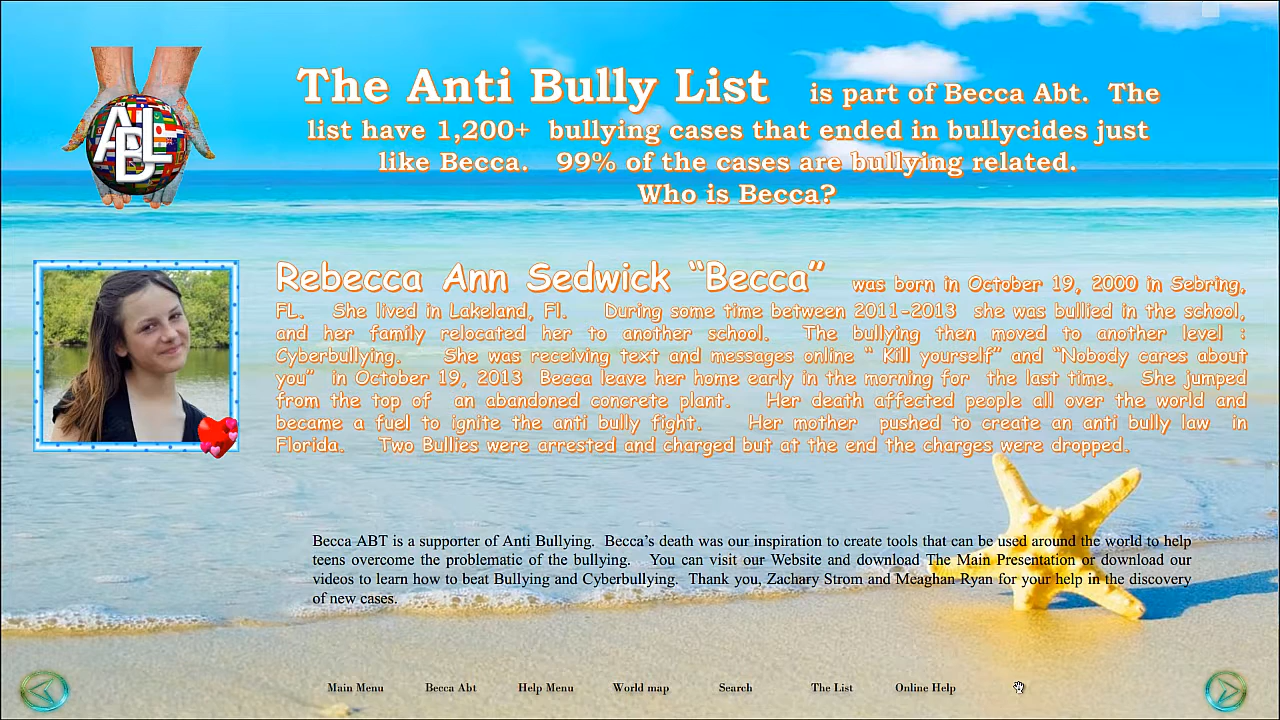 ABL
The Anti Bully List is part of Becca Abt. The
list have 1,200+ bullying cases that ended in bullycides just
like Becca. 99% of the cases are bullying related.
Who is Becca?
Rebecca Ann Sedwick “Becca” was born in October 19, 2000 in Sebring,
FL. She lived in Lakeland, Fl. During some time between 2011-2013 she was bullied in the school,
and her family relocated her to another school. The bullying then moved to another level :
Cyberbullying. She was receiving text and messages online “ Kill yourself” and “Nobody cares about
you” in October 19, 2013 Becca leave her home early in the morning for the last time. She jumped
from the top of an abandoned concrete plant. Her death affected people all over the world and
became a fuel to ignite the anti bully fight. Her mother pushed to create an anti bully law in
Florida. Two Bullies were arrested and charged but at the end the charges were dropped.
Becca ABT is a supporter of Anti Bullying. Becca’s death was our inspiration to create tools that can be used around the world to help
teens overcome the problematic of the bullying. You can visit our Website and download The Main Presentation or download our
videos to learn how to beat Bullying and Cyberbullying. Thank you, Zachary Strom and Meaghan Ryan for your help in the discovery
of new cases.
Main Menu Becca Abt Help Menu World map Search The List Online Help